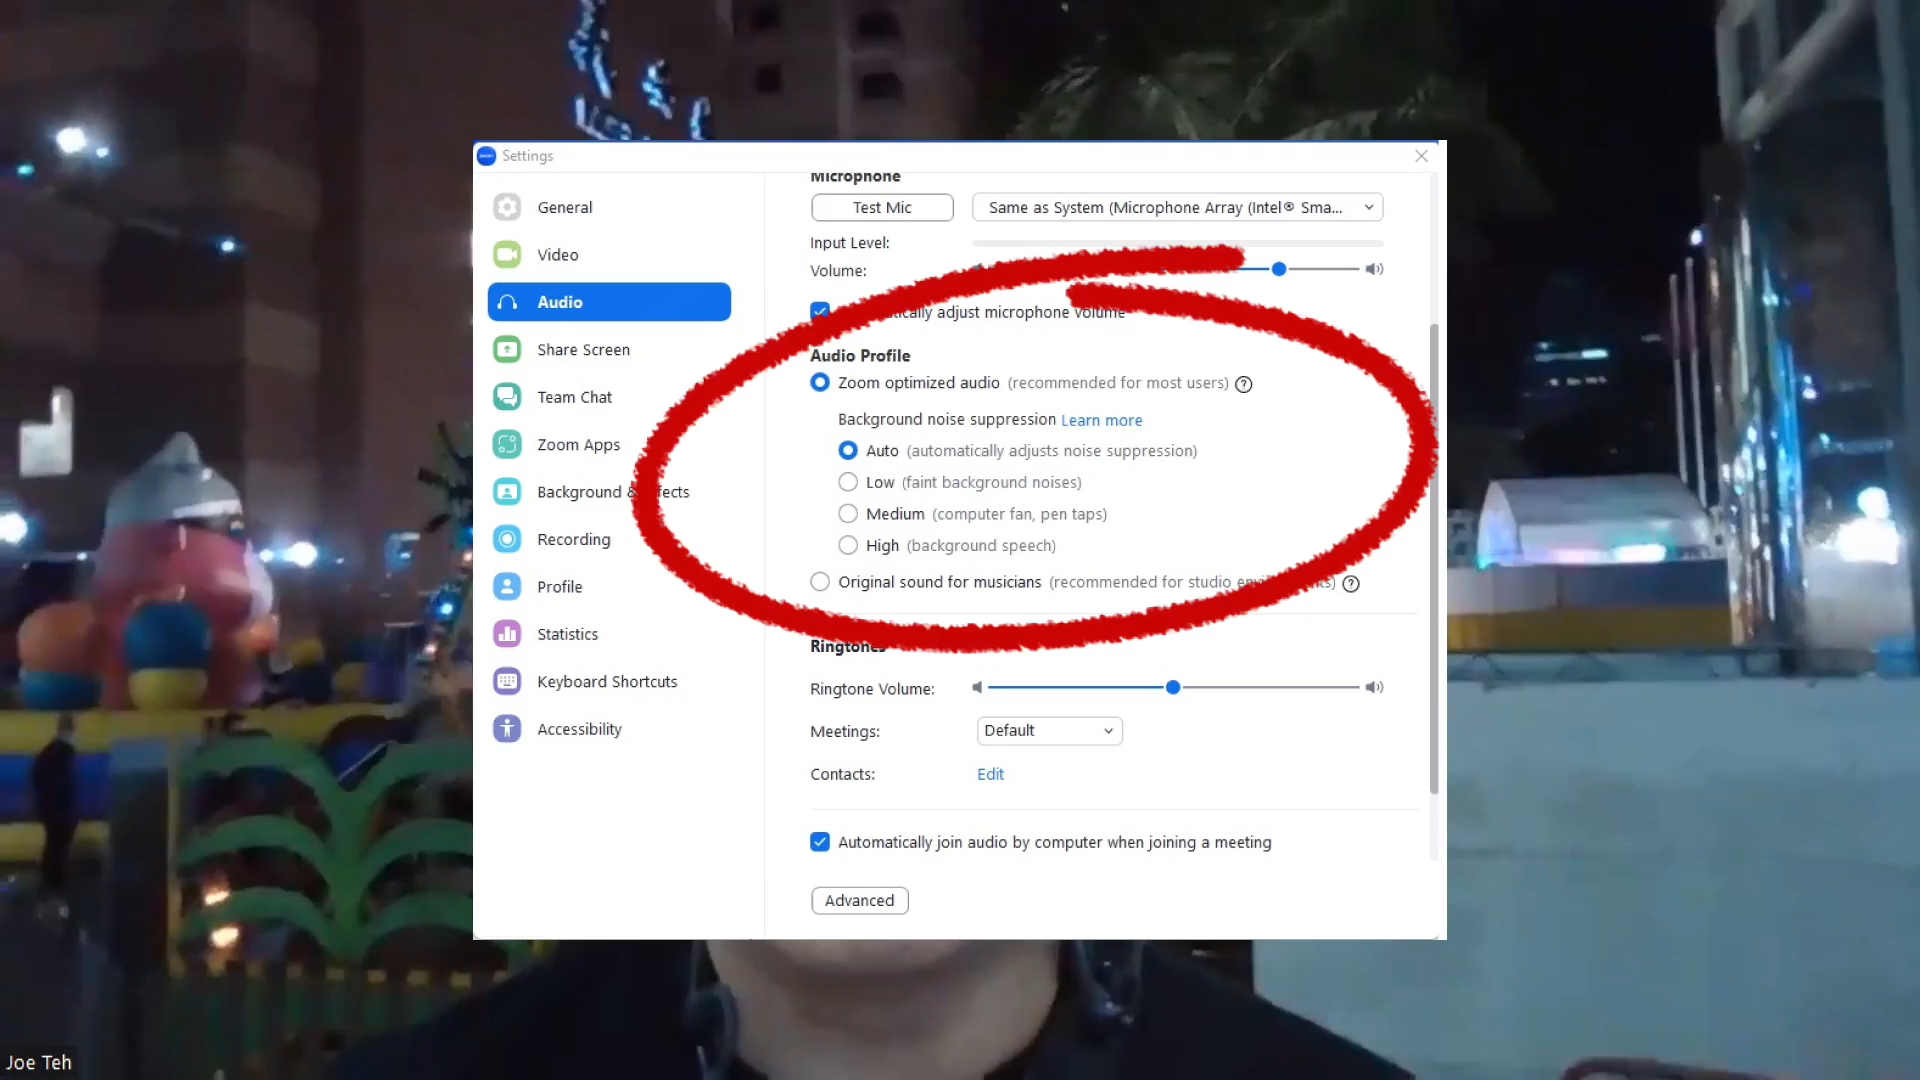 Settings
General
Video
Audio
Share Screen
Team Chat
Zoom Apps
Background & Effects
Recording
Profile
Statistics
Keyboard Shortcuts
Accessibility
Microphone
Test Mic
Same as System (Microphone Array (Intel® Sma...
Input Level:
Volume:
adjust microphone volume
Audio Profile
Zoom optimized audio (recommended for most users)
Background noise suppression Learn more
Auto (automatically adjusts noise suppression)
Low (faint background noises)
Medium (computer fan, pen taps)
High (background speech)
Original sound for musicians (recommended for studio environments)
Ringtones
Ringtone Volume:
Meetings:
Default
Contacts:
Edit
Automatically join audio by computer when joining a meeting
Advanced
Joe Teh